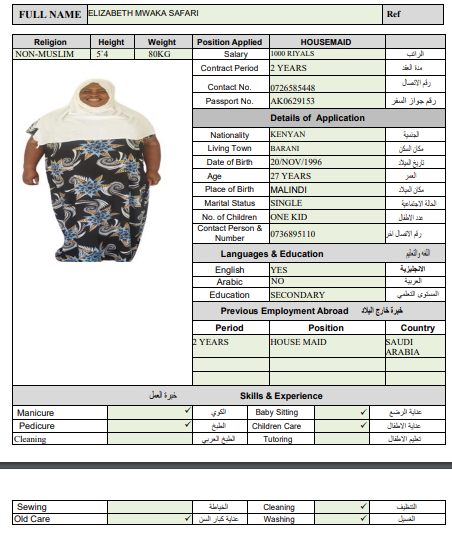 FULL NAME ELIZABETH MWAKA SAFARI Ref
Religion Height Weight Position Applied HOUSEMAID
NON-MUSLIM 5'4 80KG Salary 1000 RIYALS الراتب
Contract Period 2 YEARS مدة العقد
Contact No. 0726585448 رقم الاتصال
Passport No. AK0629153 رقم جواز السفر
Details of Application
Nationality KENYAN الجنسية
Living Town BARANI مكان السكن
Date of Birth 20/NOV/1996 تاريخ الميلاد
Age 27 YEARS العمر
Place of Birth MALINDI مكان الميلاد
Marital Status SINGLE الحالة الاجتماعية
No. of Children ONE KID عدد الاطفال
Contact Person & Number 0736895110 رقم الاتصال اخر
Languages & Education اللغه والتعليم
English YES الانجليزية
Arabic NO العربية
Education SECONDARY المستوى التعلمي
Previous Employment Abroad خبرة خارج البلاد
Period Position Country
2 YEARS HOUSE MAID SAUDI ARABIA
خبرة العمل Skills & Experience
Manicure ✓ الكوي Baby Sitting ✓ عناية الرضع
Pedicure ✓ الطبخ Children Care ✓ عناية الاطفال
Cleaning الطبخ العربي Tutoring تعليم الاطفال
Sewing الخياطة Cleaning ✓ التنظيف
Old Care ✓ عناية كبار السن Washing ✓ الغسيل